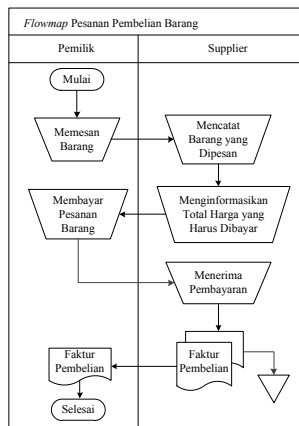 Flowmap Pesanan Pembelian Barang
Pemilik
Supplier
Mulai
Memesan
Barang
Mencatat
Barang yang
Dipesan
Membayar
Pesanan
Barang
Menginformasikan
Total Harga yang
Harus Dibayar
Menerima
Pembayaran
Faktur
Pembelian
Faktur
Pembelian
Selesai